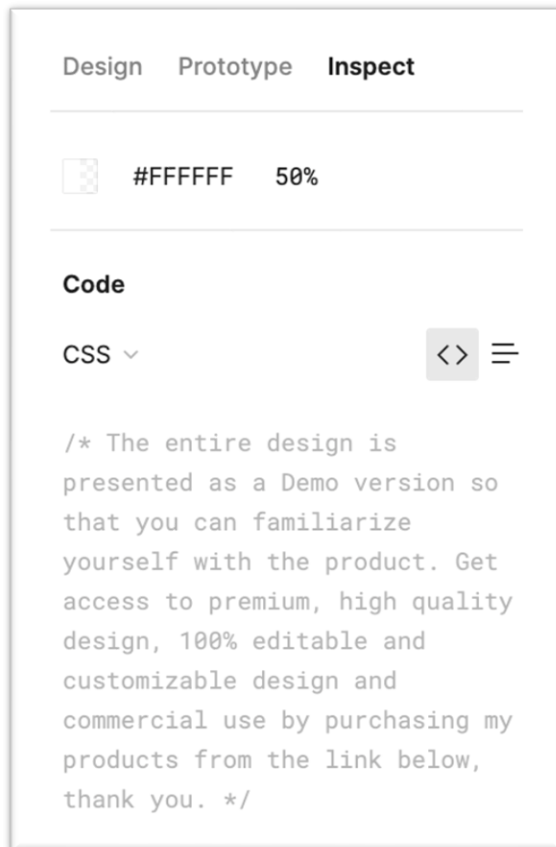 Design Prototype Inspect
#FFFFFF 50%
Code
CSS
/* The entire design is
presented as a Demo version so
that you can familiarize
yourself with the product. Get
access to premium, high quality
design, 100% editable and
customizable design and
commercial use by purchasing my
products from the link below,
thank you. */